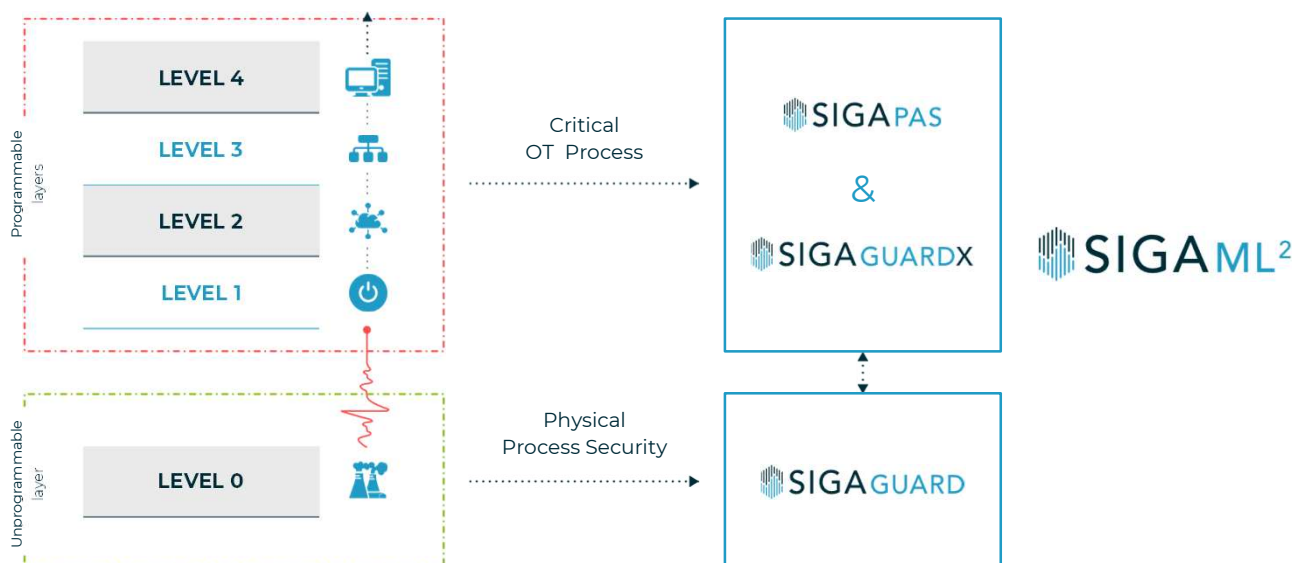 Programmable
layers
LEVEL 4
LEVEL 3
LEVEL 2
LEVEL 1
Critical
OT Process
SIGAPAS
&
SIGAGUARDX
SIGAML²
Unprogrammable
layer
LEVEL 0
Physical
Process Security
SIGAGUARD